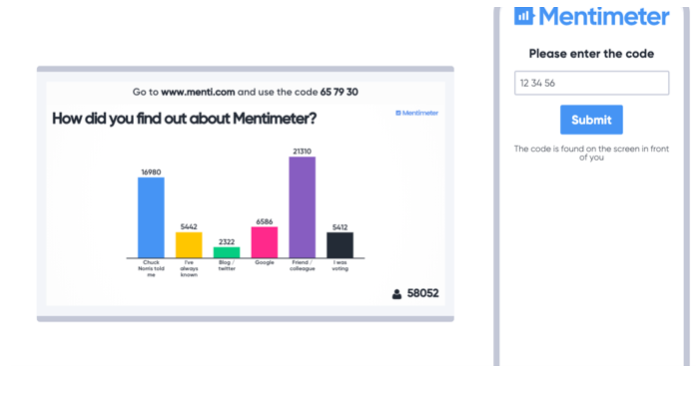 Go to www.menti.com and use the code 65 79 30
How did you find out about Mentimeter?
Mentimeter
16980
5442
2322
6586
21310
5412
Chuck
Norris told
me
I've
always
known
Blog /
twitter
Google
Friend /
colleague
I was
voting
58052
Mentimeter
Please enter the code
12 34 56
Submit
The code is found on the screen in front
of you